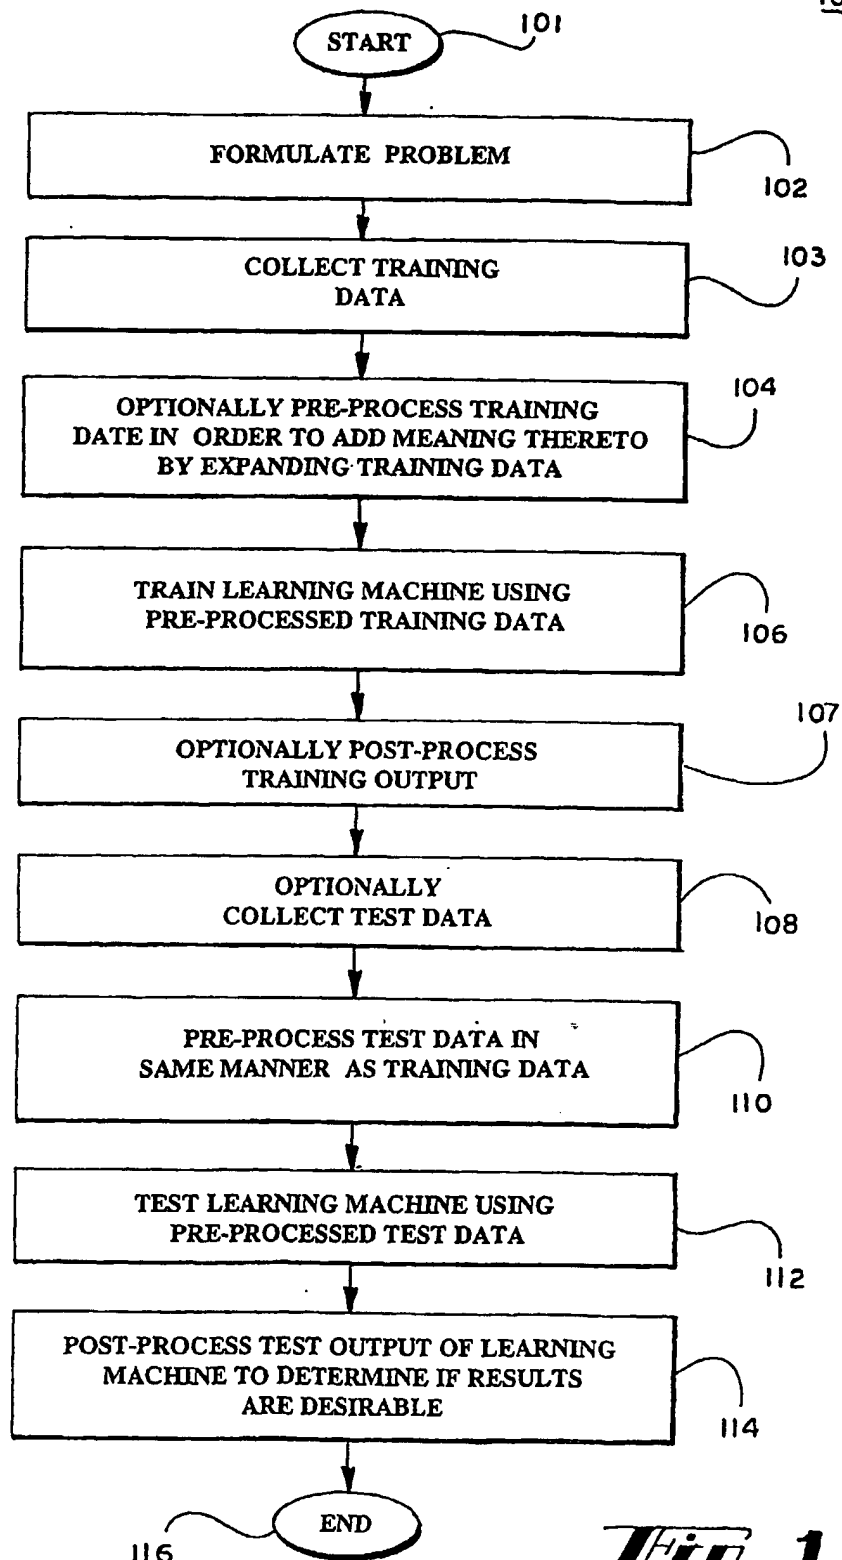 START
101
FORMULATE PROBLEM
102
COLLECT TRAINING
DATA
103
OPTIONALLY PRE-PROCESS TRAINING
DATE IN ORDER TO ADD MEANING THERETO
BY EXPANDING TRAINING DATA
104
TRAIN LEARNING MACHINE USING
PRE-PROCESSED TRAINING DATA
106
OPTIONALLY POST-PROCESS
TRAINING OUTPUT
107
OPTIONALLY
COLLECT TEST DATA
108
PRE-PROCESS TEST DATA IN
SAME MANNER AS TRAINING DATA
110
TEST LEARNING MACHINE USING
PRE-PROCESSED TEST DATA
112
POST-PROCESS TEST OUTPUT OF LEARNING
MACHINE TO DETERMINE IF RESULTS
ARE DESIRABLE
114
END
116
Fig. 1